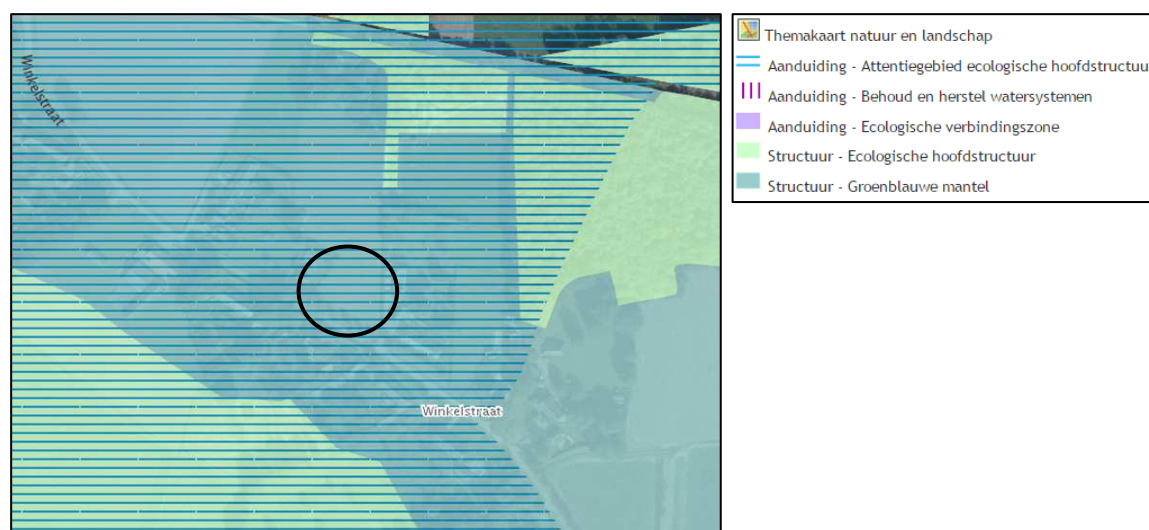 Winkelstraat
Winkelstraat
Themakaart natuur en landschap
Aanduiding - Attentiegebied ecologische hoofdstructuu
Aanduiding - Behoud en herstel watersystemen
Aanduiding - Ecologische verbindingszone
Structuur - Ecologische hoofdstructuur
Structuur - Groenblauwe mantel